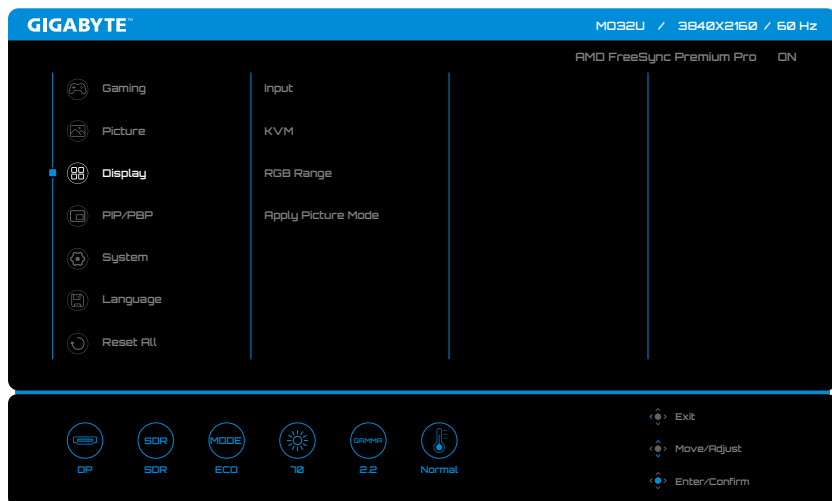 GIGABYTE™
MO32U / 3840X2160 / 60 Hz
AMD FreeSync Premium Pro ON
Gaming
Input
Picture
KVM
Display
RGB Range
PIP/PBP
Apply Picture Mode
System
Language
Reset All
SDR
MODE
GAMMA
DP
SDR
ECO
70
2.2
Normal
Exit
Move/Adjust
Enter/Confirm